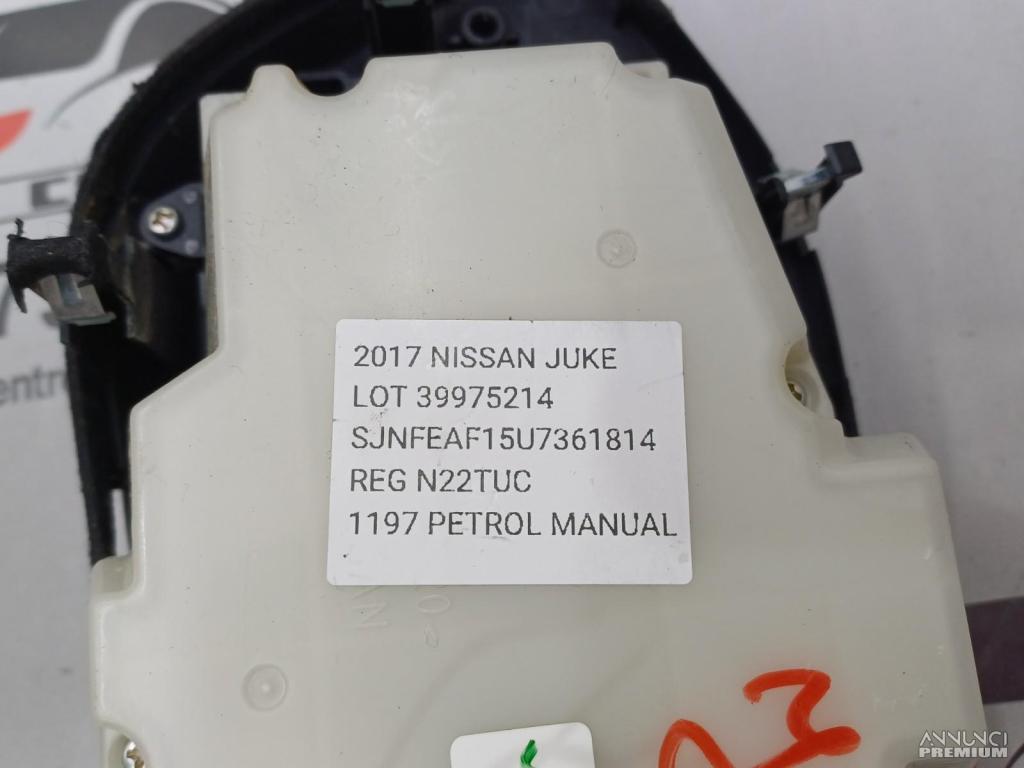 2017 NISSAN JUKE
LOT 39975214
SJNFEAF15U7361814
REG N22TUC
1197 PETROL MANUAL
ANNUNCI
PREMIUM